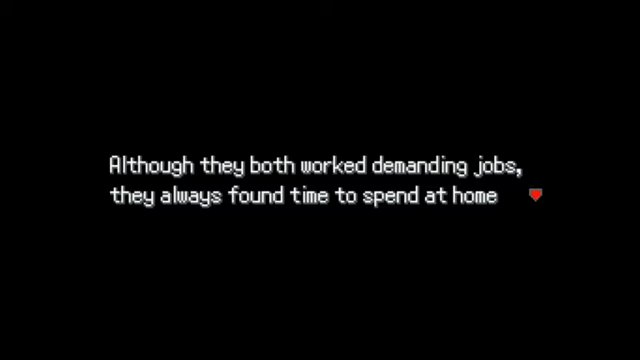 Although they both worked demanding jobs,
they always found time to spend at home